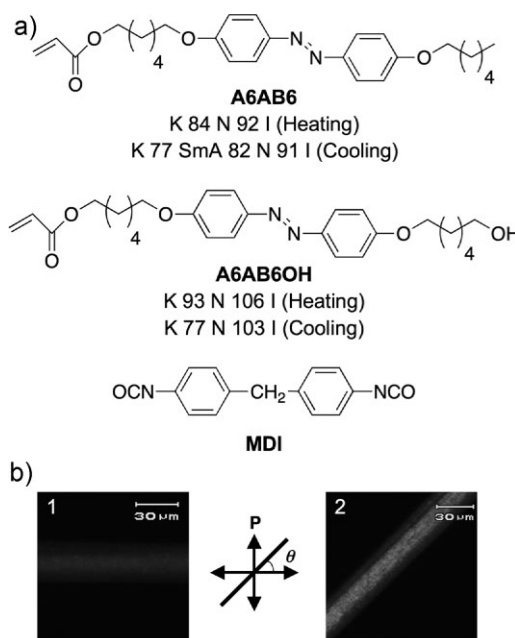 a)
O
O
4
O
N
N
O
4
A6AB6
K 84 N 92 I (Heating)
K 77 SmA 82 N 91 I (Cooling)
O
O
4
O
N
N
O
4
OH
A6AB6OH
K 93 N 106 I (Heating)
K 77 N 103 I (Cooling)
OCN
CH2
NCO
MDI
b)
1
30 μm
P
θ
2
30 μm